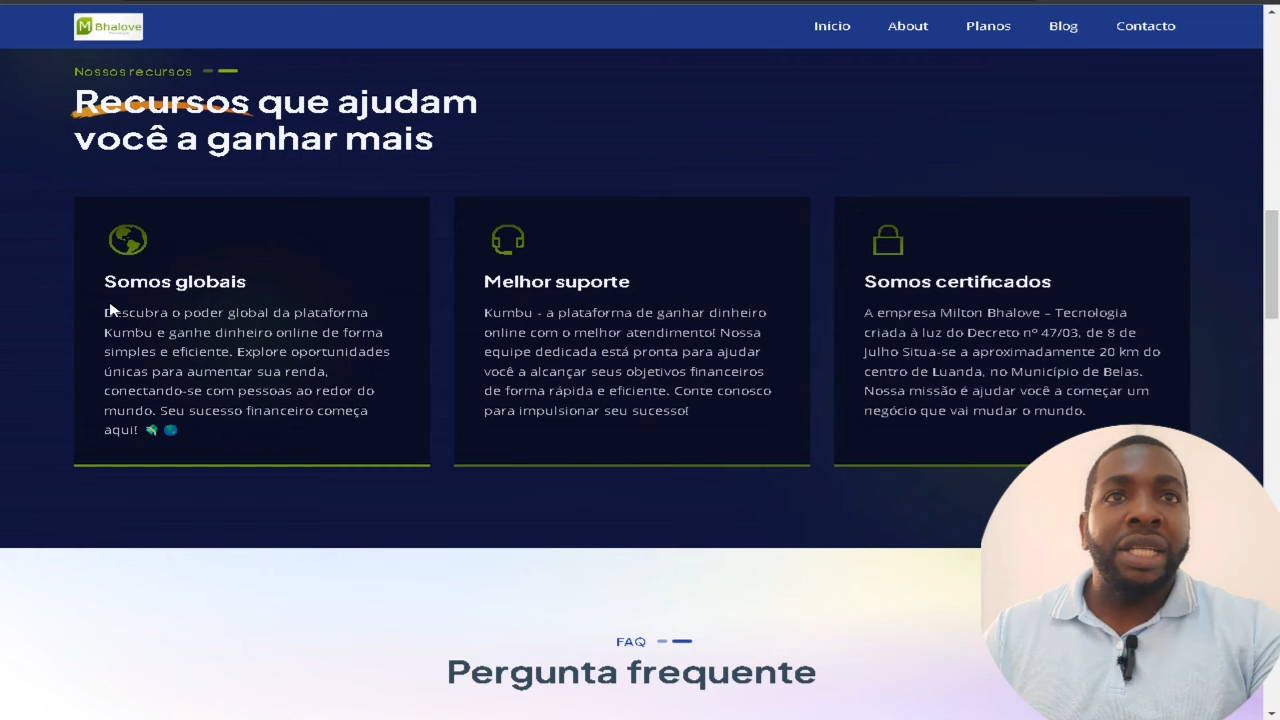 M Bhalove
Início About Planos Blog Contacto
Nossos recursos
Recursos que ajudam
você a ganhar mais
Somos globais
Descubra o poder global da plataforma
Kumbu e ganhe dinheiro online de forma
simples e eficiente. Explore oportunidades
únicas para aumentar sua renda,
conectando-se com pessoas ao redor do
mundo. Seu sucesso financeiro começa
aqui!
Melhor suporte
Kumbu - a plataforma de ganhar dinheiro
online com o melhor atendimento! Nossa
equipe dedicada está pronta para ajudar
você a alcançar seus objetivos financeiros
de forma rápida e eficiente. Conte conosco
para impulsionar seu sucesso!
Somos certificados
A empresa Milton Bhalove – Tecnologia
criada à luz do Decreto nº 47/03, de 8 de
Julho Situa-se a aproximadamente 20 km do
centro de Luanda, no Município de Belas.
Nossa missão é ajudar você a começar um
negócio que vai mudar o mundo.
FAQ
Pergunta frequente